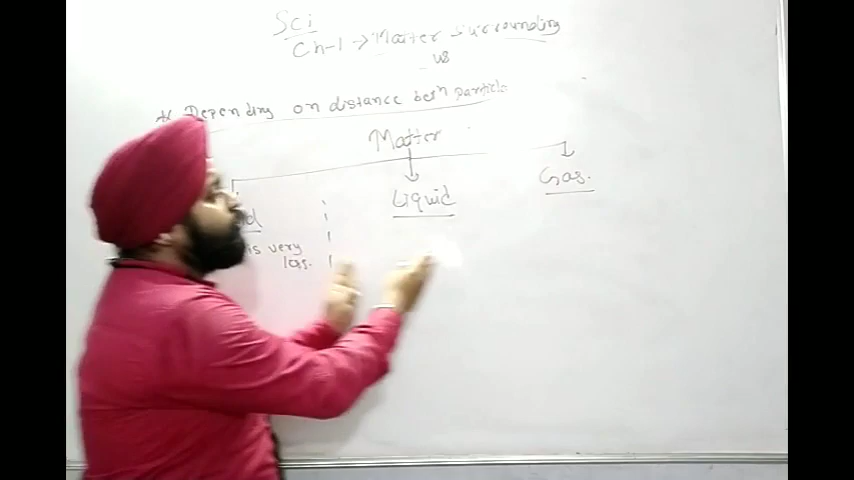 Sci
Ch-1 → Matter Surrounding
us
* Depending on distance betn particle
Matter
Liquid
Gas.
is very
less.